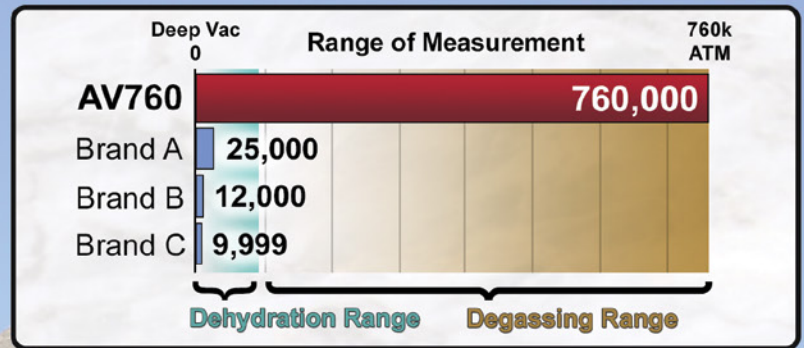 Deep Vac
0
Range of Measurement
760k
ATM
AV760
760,000
Brand A
25,000
Brand B
12,000
Brand C
9,999
Dehydration Range
Degassing Range